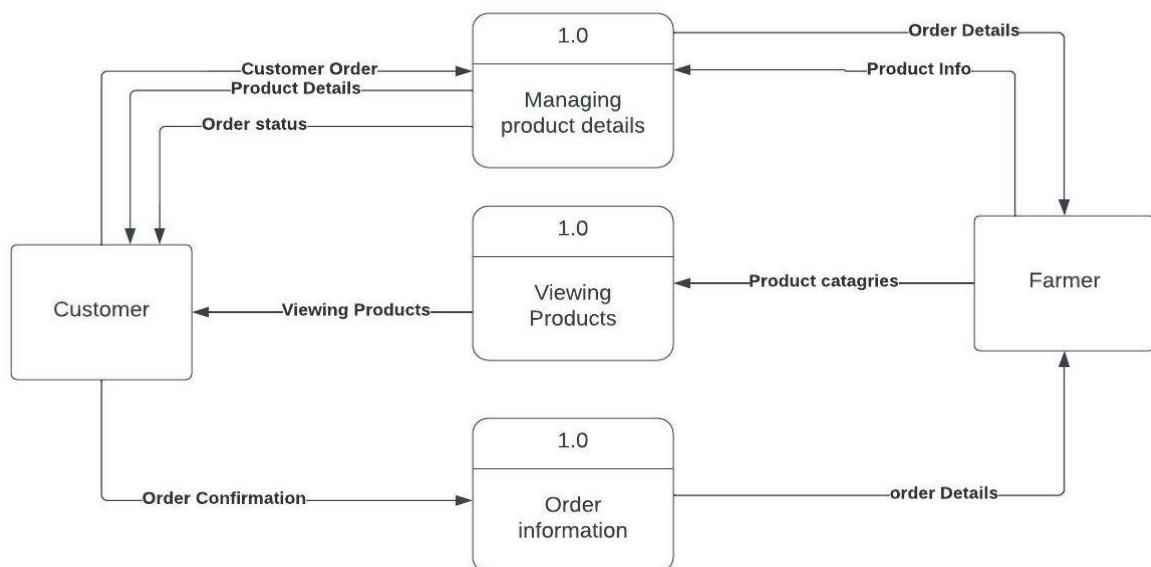 1.0
Order Details
Customer Order
Product Info
Product Details
Managing
product details
Order status
1.0
Customer
Viewing Products
Viewing
Products
Product catagries
Farmer
1.0
Order Confirmation
Order
information
order Details